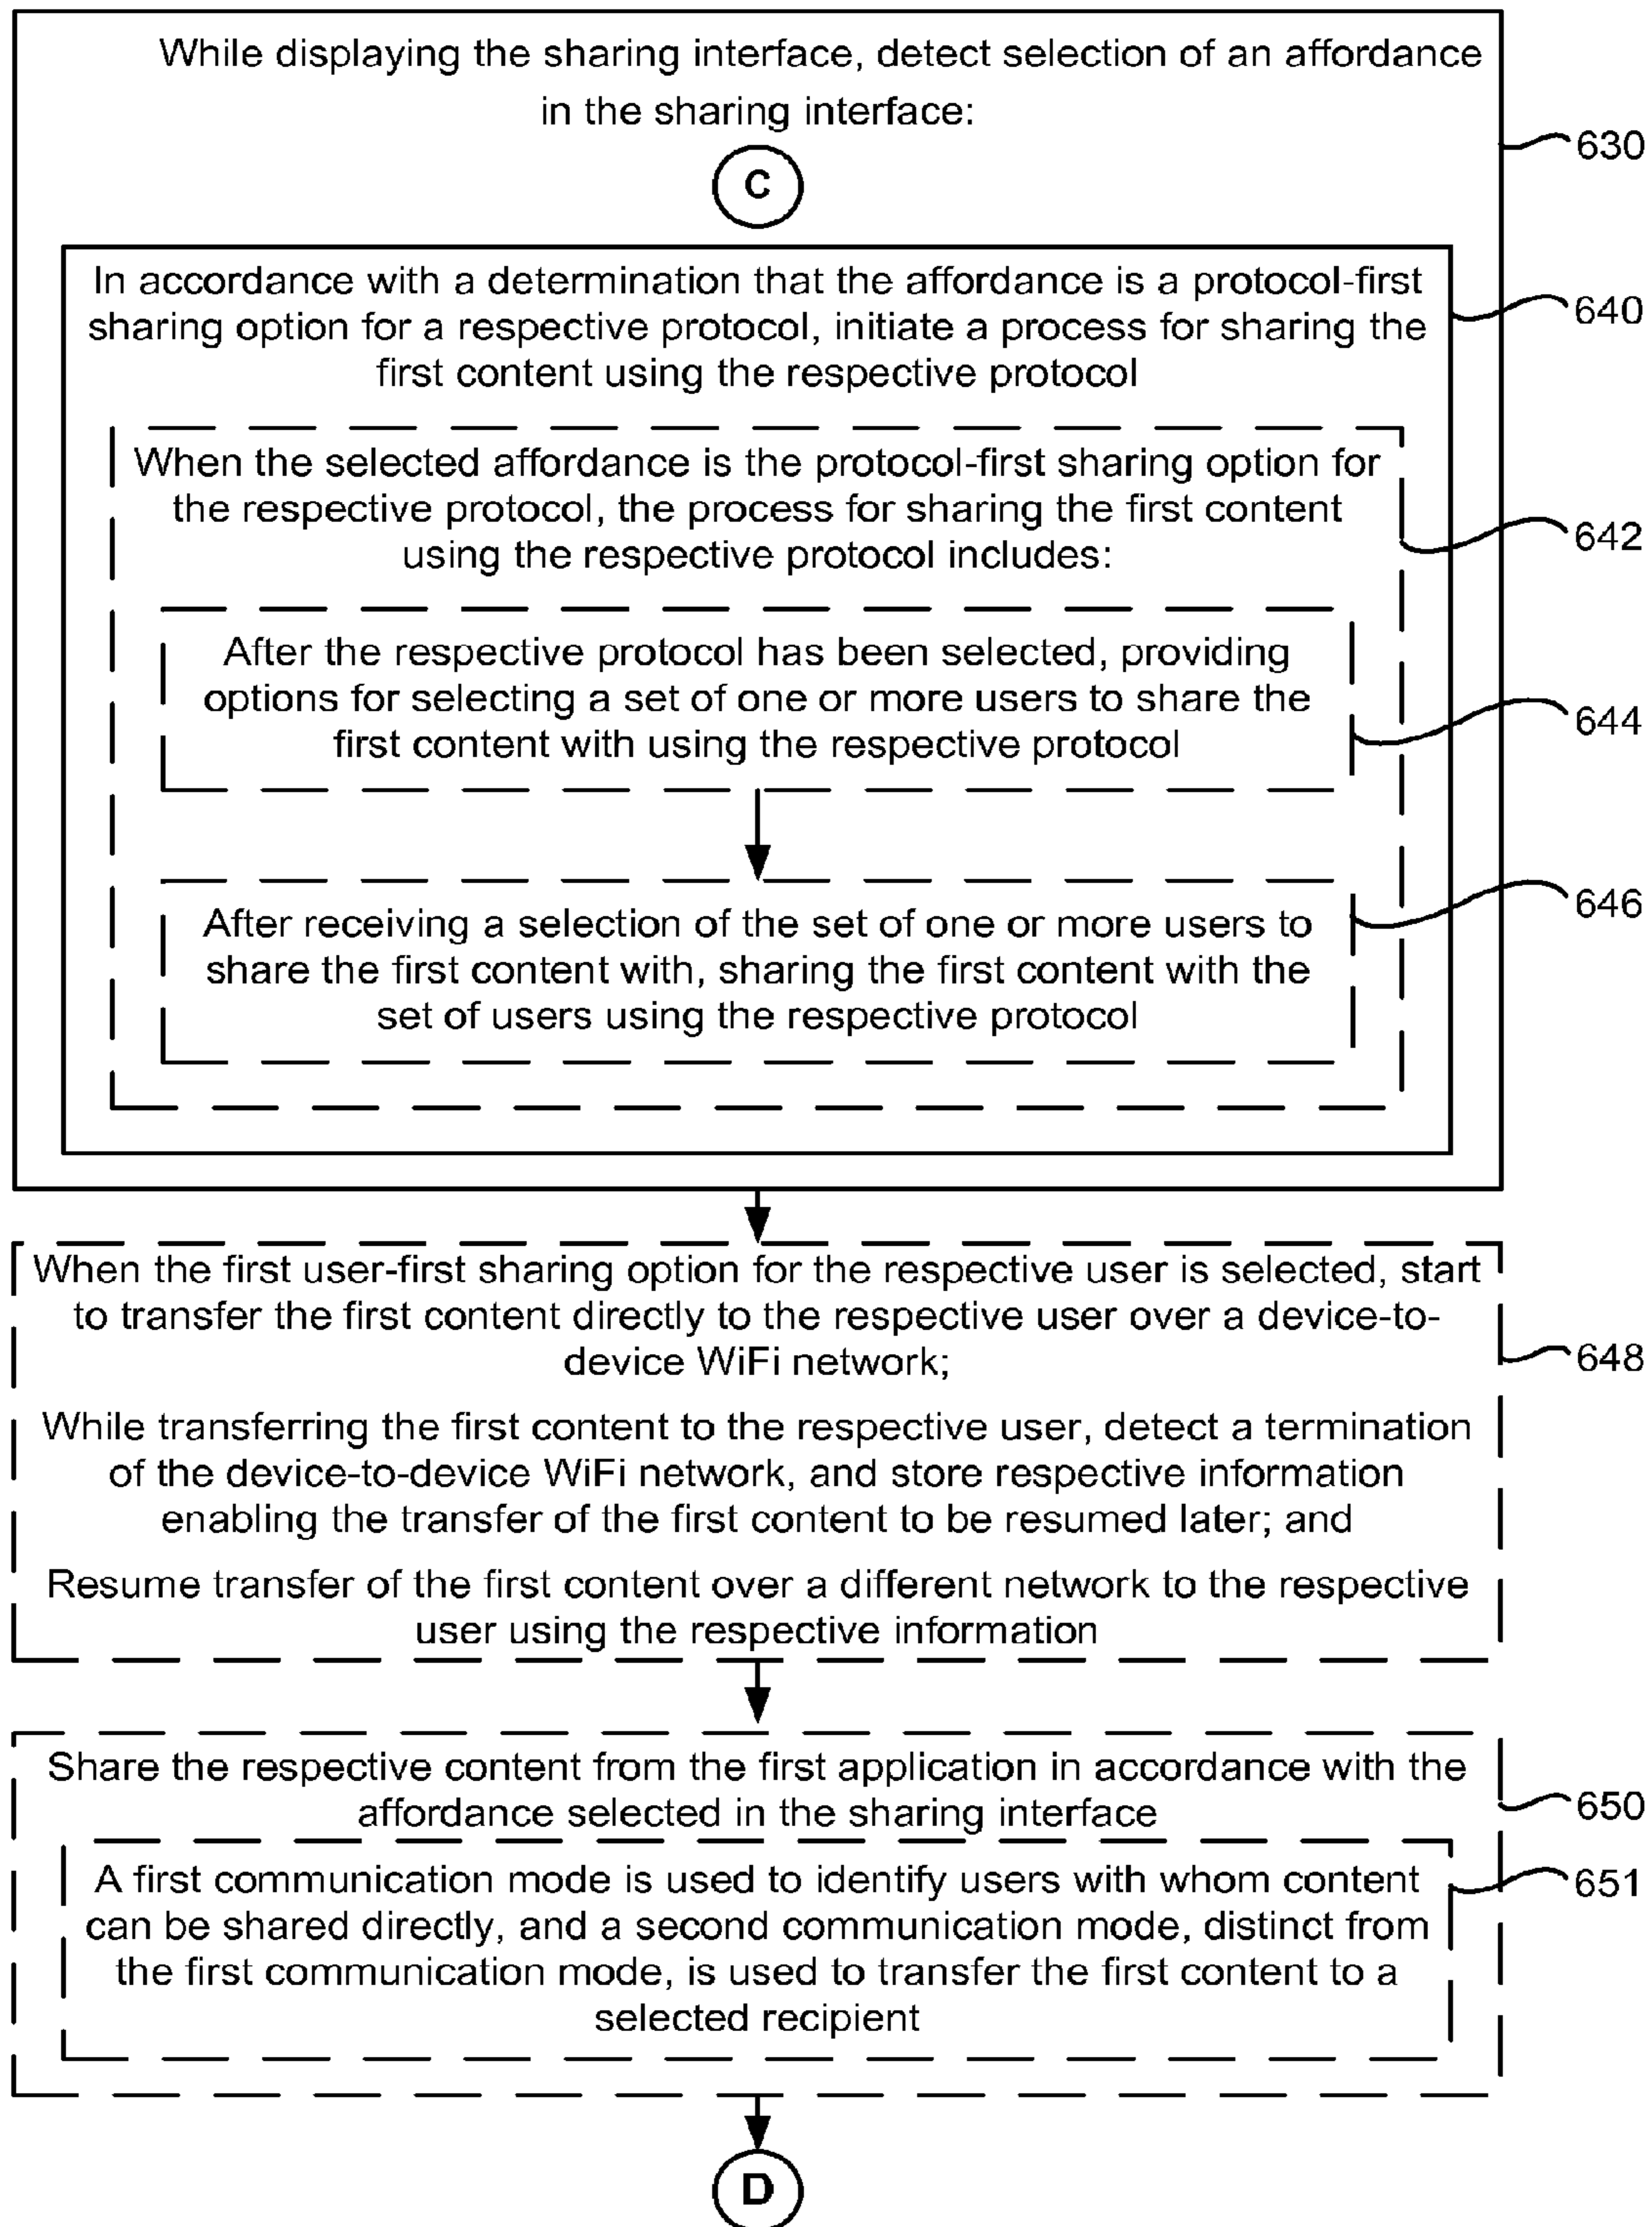 While displaying the sharing interface, detect selection of an affordance
in the sharing interface:
630
C
In accordance with a determination that the affordance is a protocol-first
sharing option for a respective protocol, initiate a process for sharing the
first content using the respective protocol
640
When the selected affordance is the protocol-first sharing option for
the respective protocol, the process for sharing the first content
using the respective protocol includes:
642
After the respective protocol has been selected, providing
options for selecting a set of one or more users to share the
first content with using the respective protocol
644
After receiving a selection of the set of one or more users to
share the first content with, sharing the first content with the
set of users using the respective protocol
646
When the first user-first sharing option for the respective user is selected, start
to transfer the first content directly to the respective user over a device-to-
device WiFi network;
648
While transferring the first content to the respective user, detect a termination
of the device-to-device WiFi network, and store respective information
enabling the transfer of the first content to be resumed later; and
Resume transfer of the first content over a different network to the respective
user using the respective information
Share the respective content from the first application in accordance with the
affordance selected in the sharing interface
650
A first communication mode is used to identify users with whom content
can be shared directly, and a second communication mode, distinct from
the first communication mode, is used to transfer the first content to a
selected recipient
651
D